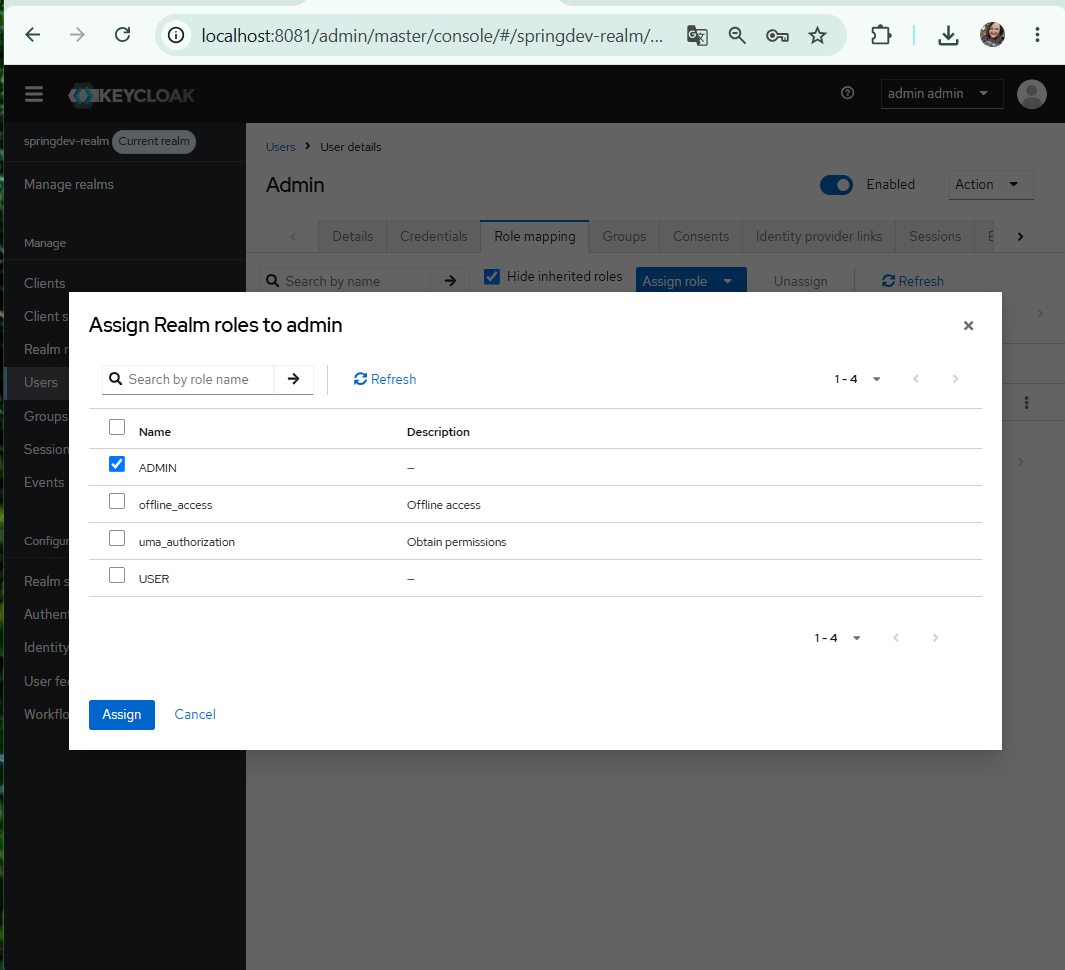 localhost:8081/admin/master/console/#/springdev-realm/...
KEYCLOAK
admin admin
springdev-realm Current realm
Manage realms
Manage
Clients
Client s
Realm r
Users
Groups
Session
Events
Configur
Realm s
Authent
Identity
User fe
Workflo
Users > User details
Admin
Enabled
Action
Details
Credentials
Role mapping
Groups
Consents
Identity provider links
Sessions
E
Search by name
Hide inherited roles
Assign role
Unassign
Refresh
Assign Realm roles to admin
Search by role name
Refresh
1 - 4
Name Description
ADMIN –
offline_access Offline access
uma_authorization Obtain permissions
USER –
1 - 4
Assign
Cancel